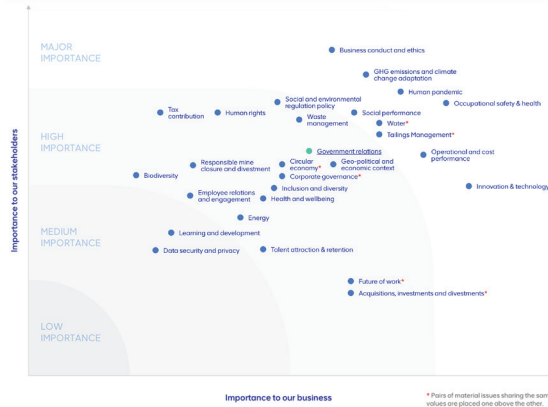 MAJOR
IMPORTANCE
Business conduct and ethics
GHG emissions and climate
change adaptation
Human pandemic
Occupational safety & health
Social and environmental
regulation policy
Tax
contribution
Human rights
Waste
management
Social performance
Water*
Tailings Management*
HIGH
IMPORTANCE
Government relations
Operational and cost
performance
Responsible mine
closure and divestment
Circular
economy*
Geo-political and
economic context
Biodiversity
Corporate governance*
Innovation & technology
Inclusion and diversity
Employee relations
and engagement
Health and wellbeing
Energy
MEDIUM
IMPORTANCE
Learning and development
Data security and privacy
Talent attraction & retention
Future of work*
Acquisitions, investments and divestments*
LOW
IMPORTANCE
Importance to our stakeholders
Importance to our business
* Pairs of material issues sharing the
values are placed one above the other.